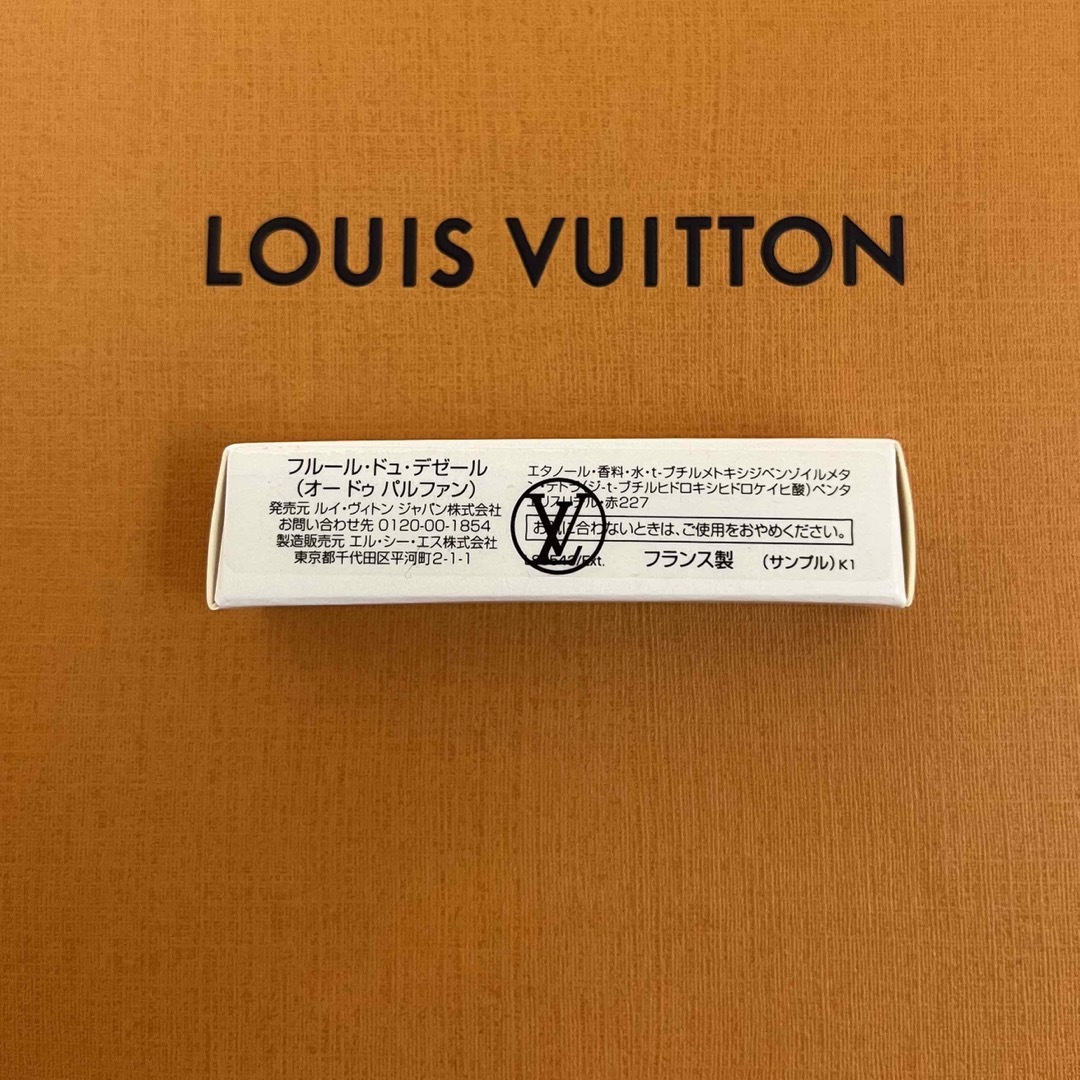 LOUIS VUITTON
フルール・ドュ・デゼール
(オー ドゥ パルファン)
発売元 ルイ・ヴィトン ジャパン株式会社
お問い合わせ先 0120-00-1854
製造販売元 エル・シー・エス株式会社
東京都千代田区平河町2-1-1
エタノール・香料・水・t-ブチルメトキシジベンゾイルメタ
(ジ-t-ブチルヒドロキシヒドロケイヒ酸)ペンタ
エリスリチル・赤227
LV
お肌に合わないときは、ご使用をおやめください。
フランス製 (サンプル) K1